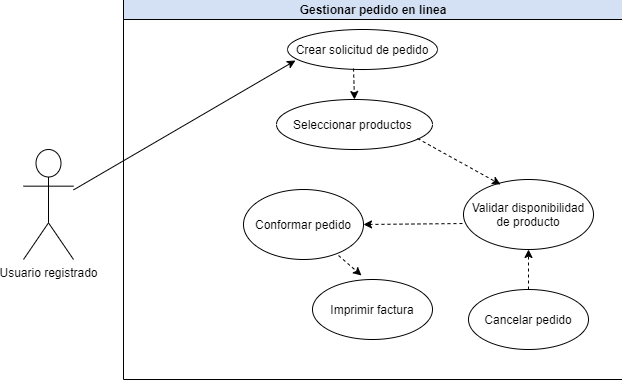 Gestionar pedido en linea
Crear solicitud de pedido
Seleccionar productos
Validar disponibilidad
de producto
Conformar pedido
Usuario registrado
Imprimir factura
Cancelar pedido